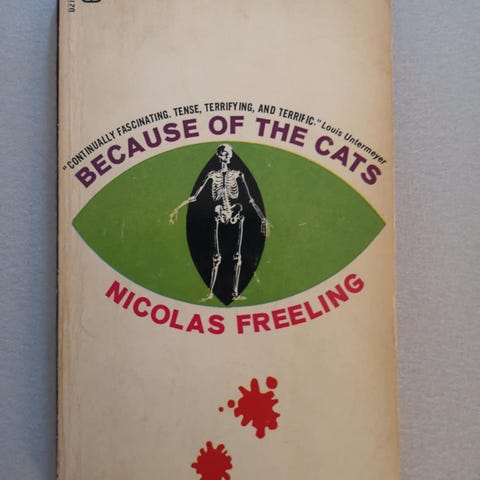 "CONTINUALLY FASCINATING. TENSE, TERRIFYING, AND TERRIFIC." Louis Untermeyer
BECAUSE OF THE CATS
NICOLAS FREELING